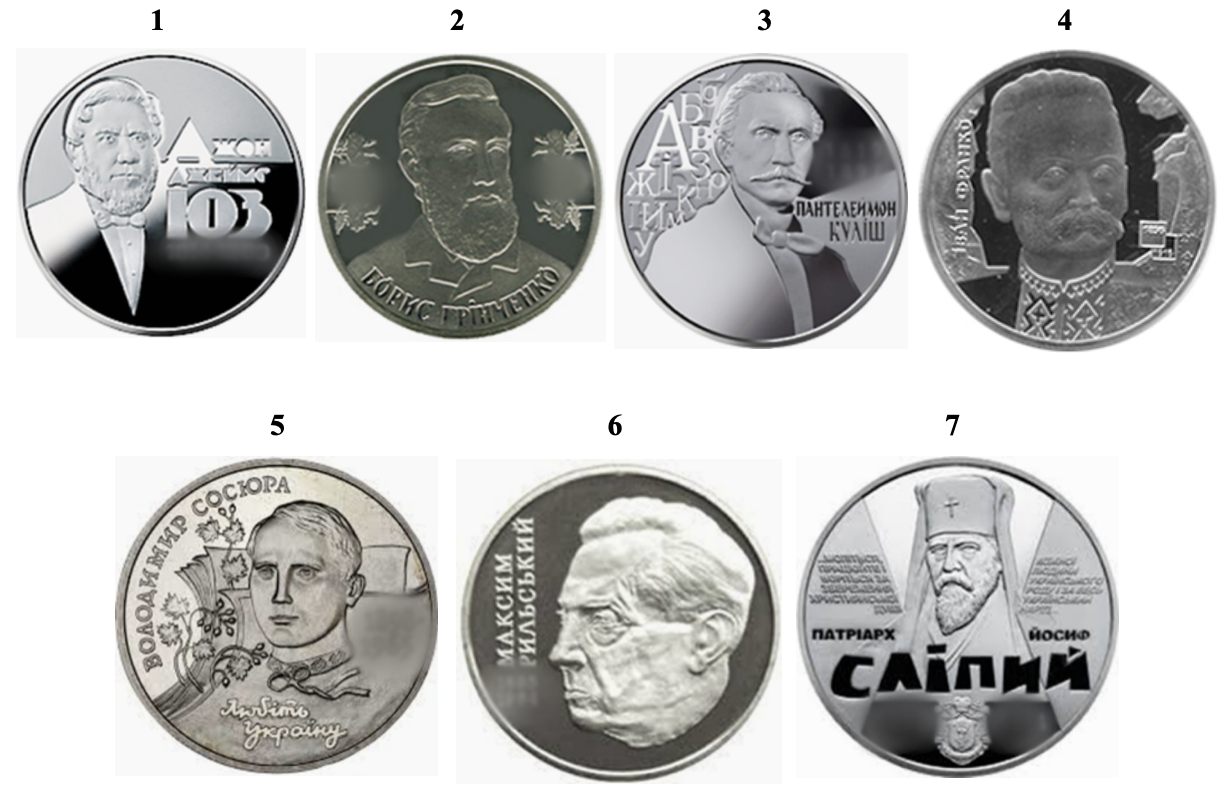 1
2
3
4
ДЖОН
ДЖЕЙМС
ЮЗ
БОРИС ГРІНЧЕНКО
ПАНТЕЛЕЙМОН
КУЛІШ
ІВАН ФРАНКО
5
6
7
ВОЛОДИМИР СОСЮРА
Любіть
Україну
МАКСИМ
РИЛЬСЬКИЙ
ПАТРІАРХ
ЙОСИФ
СЛІПИЙ